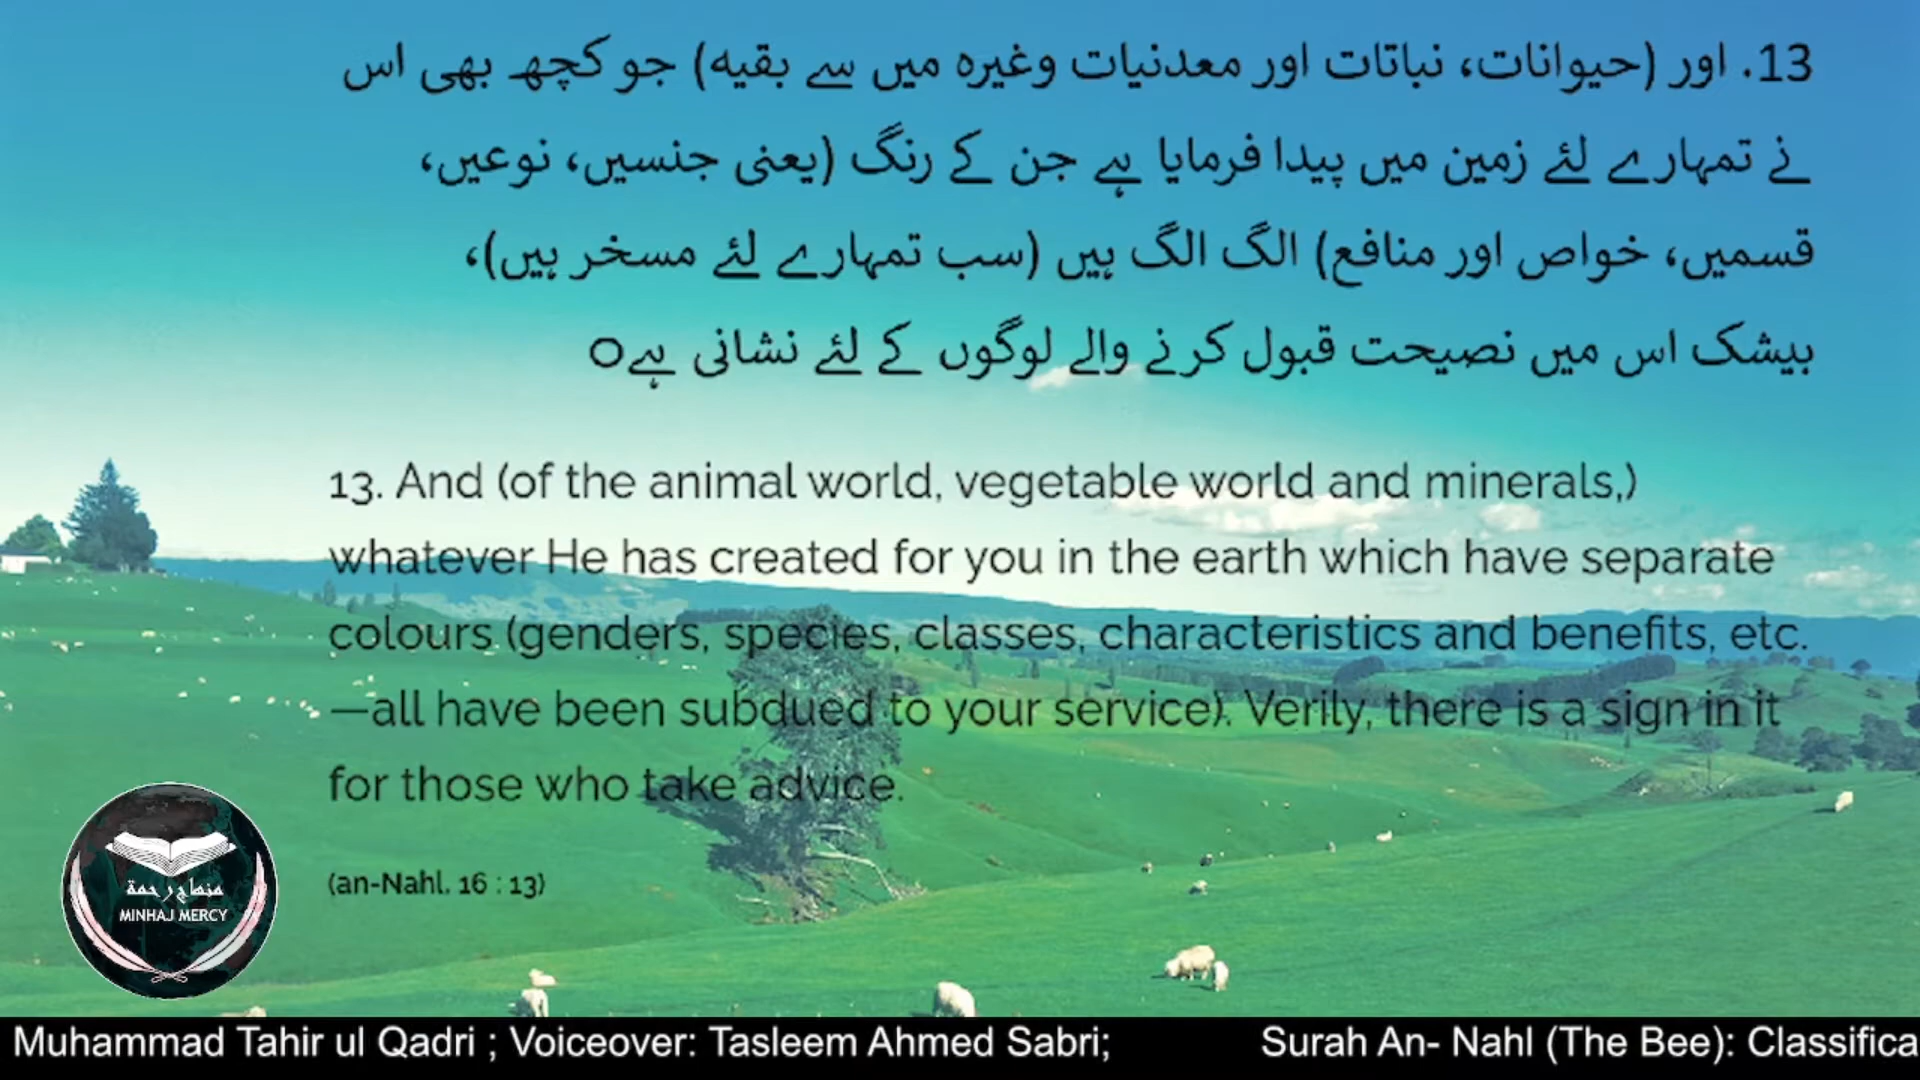 13. اور (حیوانات، نباتات اور معدنیات وغیرہ میں سے بقیہ) جو کچھ بھی اس
نے تمہارے لئے زمین میں پیدا فرمایا ہے جن کے رنگ (یعنی جنسیں، نوعیں،
قسمیں، خواص اور منافع) الگ الگ ہیں (سب تمہارے لئے مسخر ہیں)،
بیشک اس میں نصیحت قبول کرنے والے لوگوں کے لئے نشانی ہےo
13. And (of the animal world, vegetable world and minerals,)
whatever He has created for you in the earth which have separate
colours (genders, species, classes, characteristics and benefits, etc.
—all have been subdued to your service). Verily, there is a sign in it
for those who take advice.
(an-Nahl. 16 : 13)
منهاج رحمة
MINHAJ MERCY
Muhammad Tahir ul Qadri ; Voiceover: Tasleem Ahmed Sabri; Surah An- Nahl (The Bee): Classifica